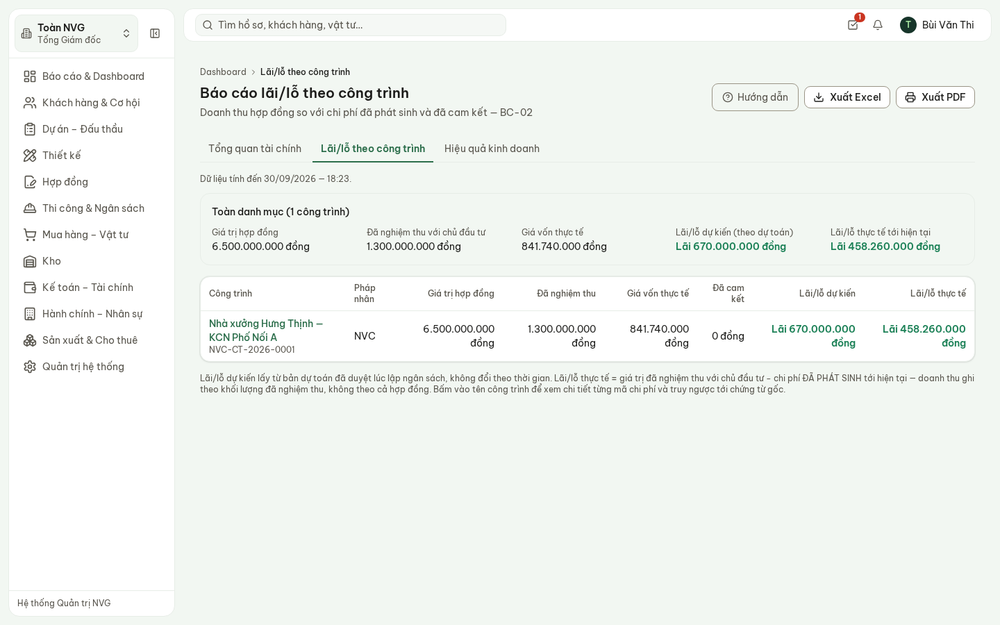 Toàn NVG
Tổng Giám đốc
Tìm hồ sơ, khách hàng, vật tư...
1
T
Bùi Văn Thi
Báo cáo & Dashboard
Khách hàng & Cơ hội
Dự án – Đấu thầu
Thiết kế
Hợp đồng
Thi công & Ngân sách
Mua hàng – Vật tư
Kho
Kế toán – Tài chính
Hành chính – Nhân sự
Sản xuất & Cho thuê
Quản trị hệ thống
Hệ thống Quản trị NVG
Dashboard > Lãi/lỗ theo công trình
Báo cáo lãi/lỗ theo công trình
Doanh thu hợp đồng so với chi phí đã phát sinh và đã cam kết — BC-02
Hướng dẫn
Xuất Excel
Xuất PDF
Tổng quan tài chính
Lãi/lỗ theo công trình
Hiệu quả kinh doanh
Dữ liệu tính đến 30/09/2026 — 18:23.
Toàn danh mục (1 công trình)
Giá trị hợp đồng
6.500.000.000 đồng
Đã nghiệm thu với chủ đầu tư
1.300.000.000 đồng
Giá vốn thực tế
841.740.000 đồng
Lãi/lỗ dự kiến (theo dự toán)
Lãi 670.000.000 đồng
Lãi/lỗ thực tế tới hiện tại
Lãi 458.260.000 đồng
Công trình
Pháp
nhân
Giá trị hợp đồng
Đã nghiệm thu
Giá vốn thực tế
Đã cam
kết
Lãi/lỗ dự kiến
Lãi/lỗ thực tế
Nhà xưởng Hưng Thịnh —
KCN Phố Nối A
NVC-CT-2026-0001
NVC
6.500.000.000
đồng
1.300.000.000
đồng
841.740.000
đồng
0 đồng
Lãi 670.000.000
đồng
Lãi 458.260.000
đồng
Lãi/lỗ dự kiến lấy từ bản dự toán đã duyệt lúc lập ngân sách, không đổi theo thời gian. Lãi/lỗ thực tế = giá trị đã nghiệm thu với chủ đầu tư – chi phí ĐÃ PHÁT SINH tới hiện tại — doanh thu ghi
theo khối lượng đã nghiệm thu, không theo cả hợp đồng. Bấm vào tên công trình để xem chi tiết từng mã chi phí và truy ngược tới chứng từ gốc.